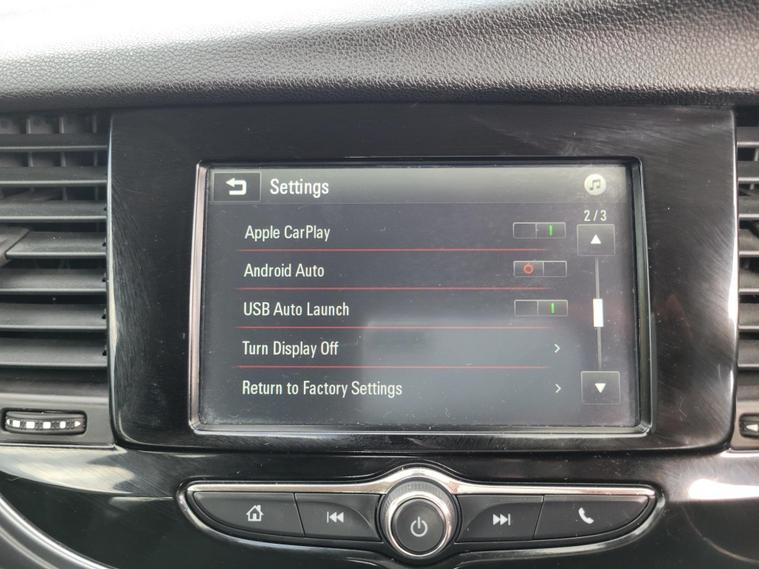 Settings
2/3
Apple CarPlay
Android Auto
USB Auto Launch
Turn Display Off
Return to Factory Settings